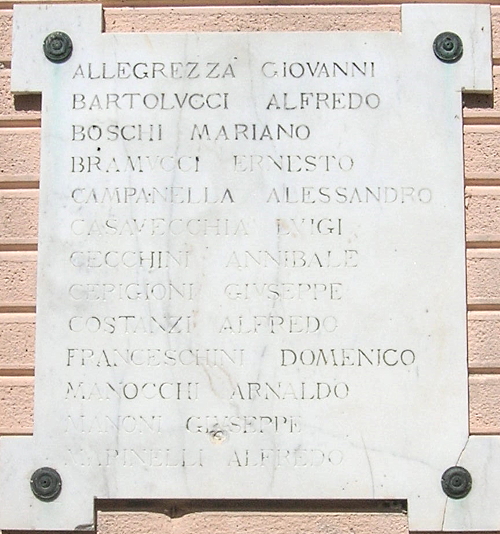 ALLEGREZZA GIOVANNI
BARTOLVCCI ALFREDO
BOSCHI MARIANO
BRAMVCCI ERNESTO
CAMPANELLA ALESSANDRO
CASAVECCHIA LVIGI
CECCHINI ANNIBALE
CEPIGIONI GIVSEPPE
COSTANZI ALFREDO
FRANCESCHINI DOMENICO
MANOCCHI ARNALDO
MANONI GIVSEPPE
MAPINELLI ALFREDO